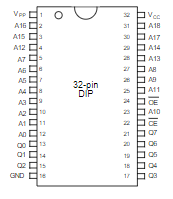 VPP 1 32 VCC
A16 2 31 A18
A15 3 30 A17
A12 4 29 A14
A7 5 28 A13
A6 6 27 A8
A5 7 26 A9
A4 8 25 A11
32-pin
DIP
A3 9 24 OE
A2 10 23 A10
A1 11 22 CE
A0 12 21 Q7
Q0 13 20 Q6
Q1 14 19 Q5
Q2 15 18 Q4
GND 16 17 Q3